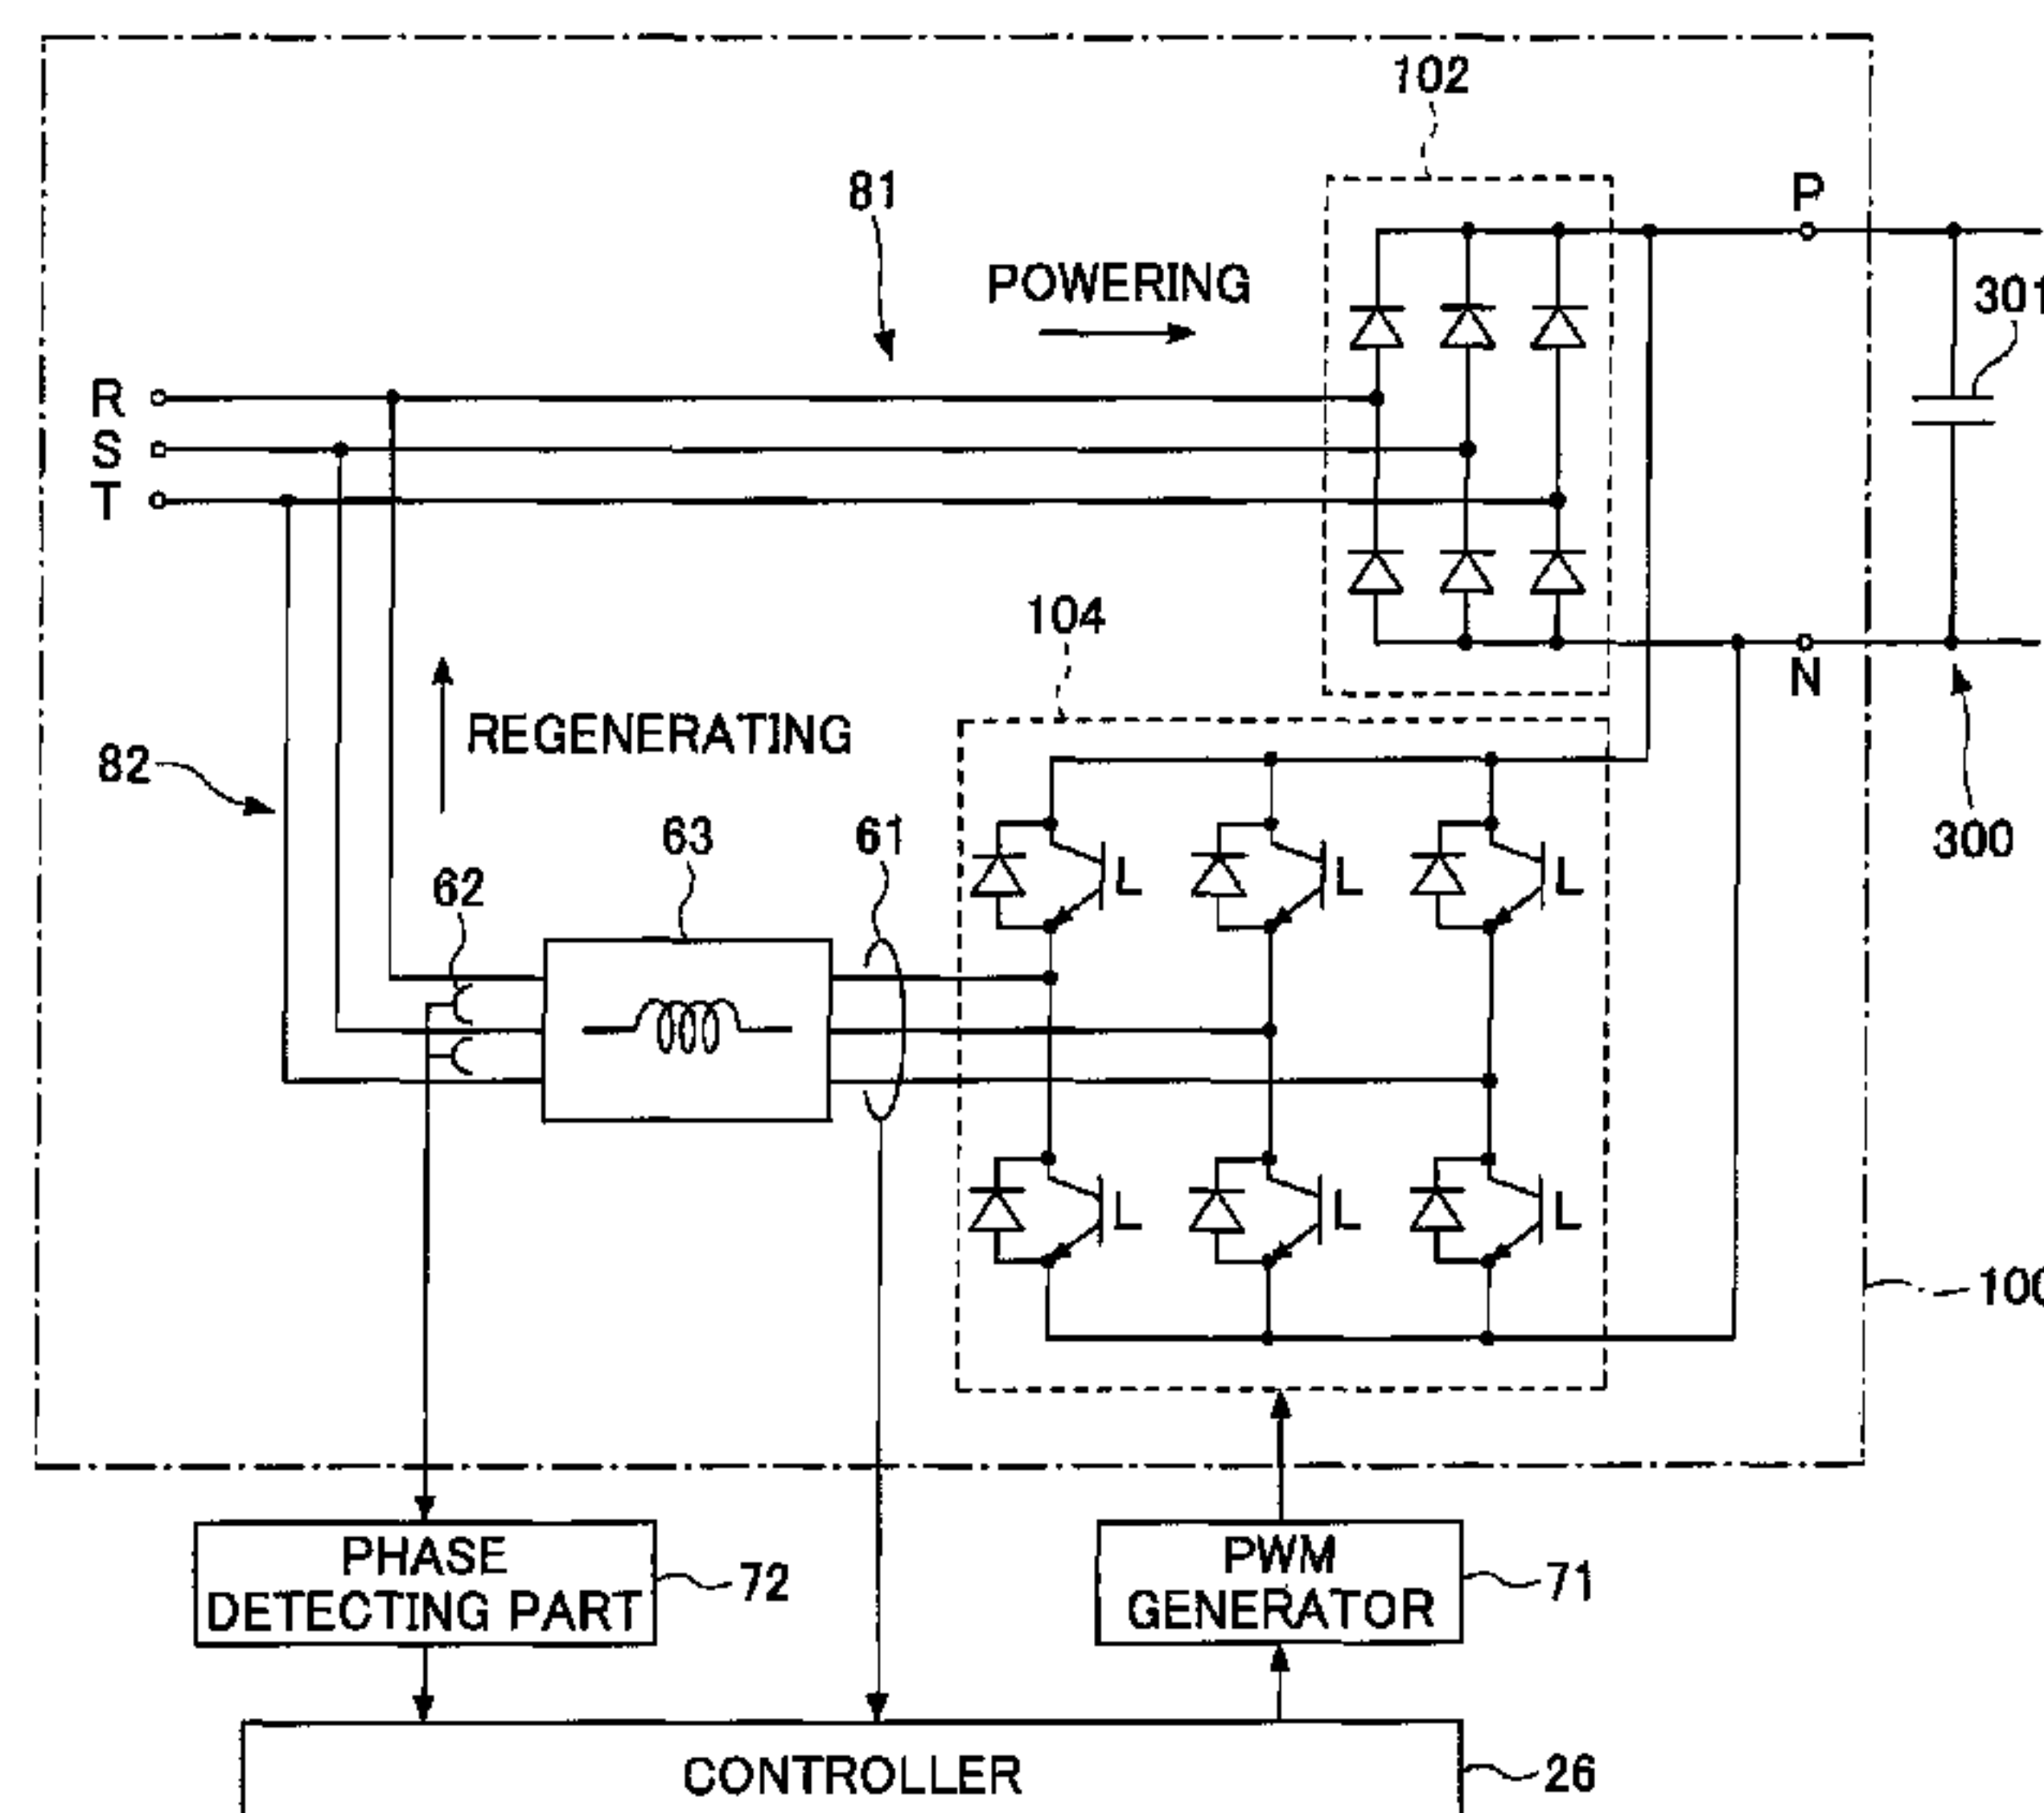 102
81
P
POWERING
301
R
S
T
104
N
REGENERATING
82
63
61
300
62
L L L
L L L
100
PHASE
DETECTING PART
72
PWM
GENERATOR
71
CONTROLLER
26